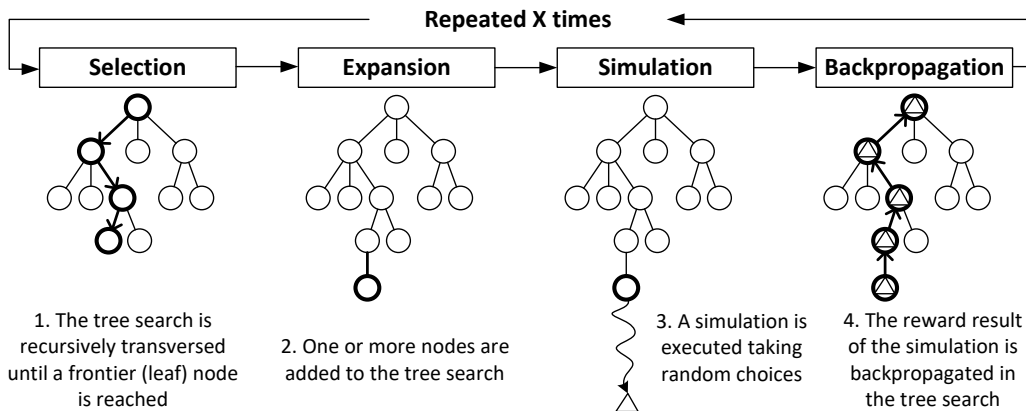 Repeated X times
Selection
Expansion
Simulation
Backpropagation
1. The tree search is
recursively transversed
until a frontier (leaf) node
is reached
2. One or more nodes are
added to the tree search
3. A simulation is
executed taking
random choices
4. The reward result
of the simulation is
backpropagated in
the tree search